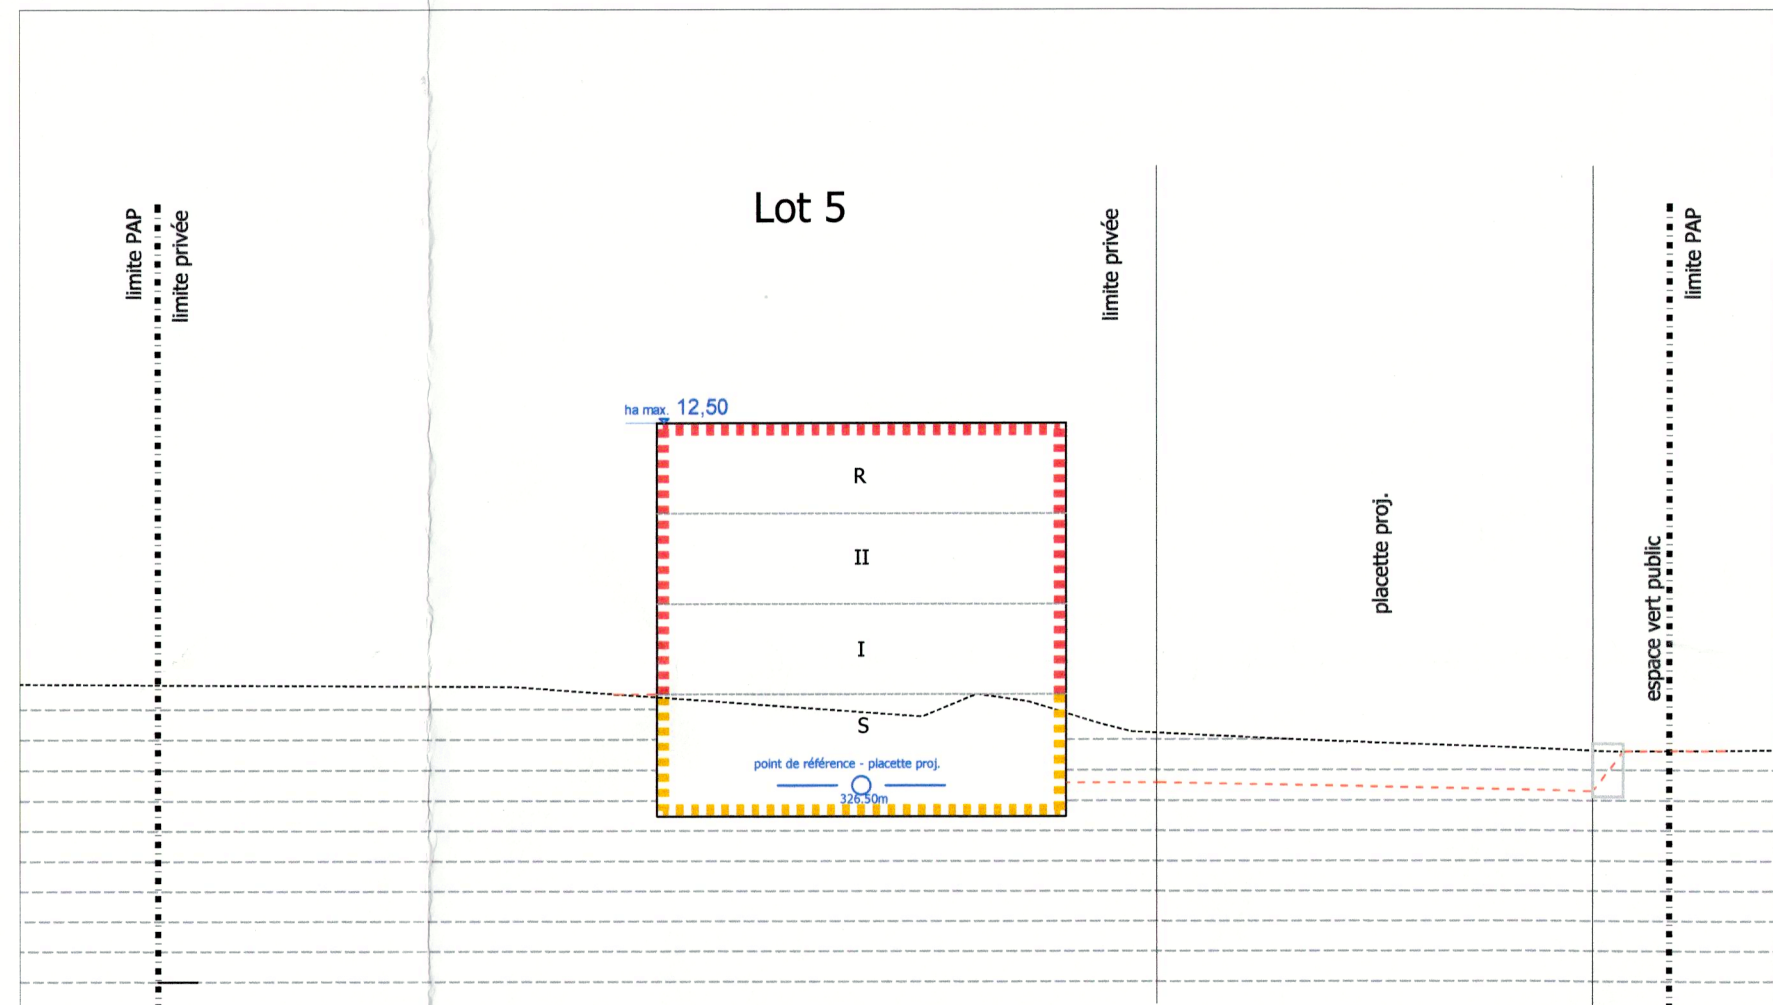 Lot 5
limite PAP
limite privée
limite privée
limite PAP
ha max. 12,50
R
II
placette proj.
espace vert public
I
S
point de référence - placette proj.
326.50m